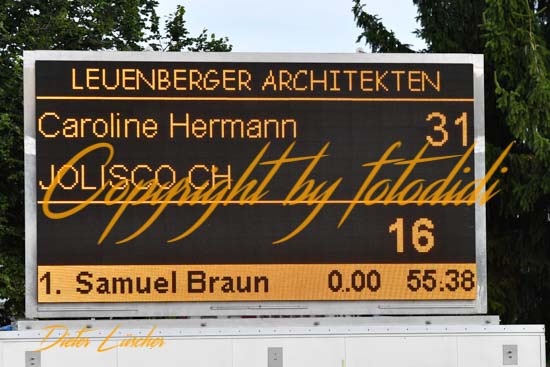 LEUENBERGER ARCHITEKTEN
Caroline Hermann 31
JOLISCO CH
Copyright by fotodidi
16
1. Samuel Braun 0.00 55.38
Dieter Lüscher